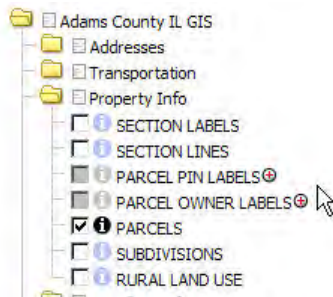 Adams County IL GIS
Addresses
Transportation
Property Info
SECTION LABELS
SECTION LINES
PARCEL PIN LABELS
PARCEL OWNER LABELS
PARCELS
SUBDIVISIONS
RURAL LAND USE